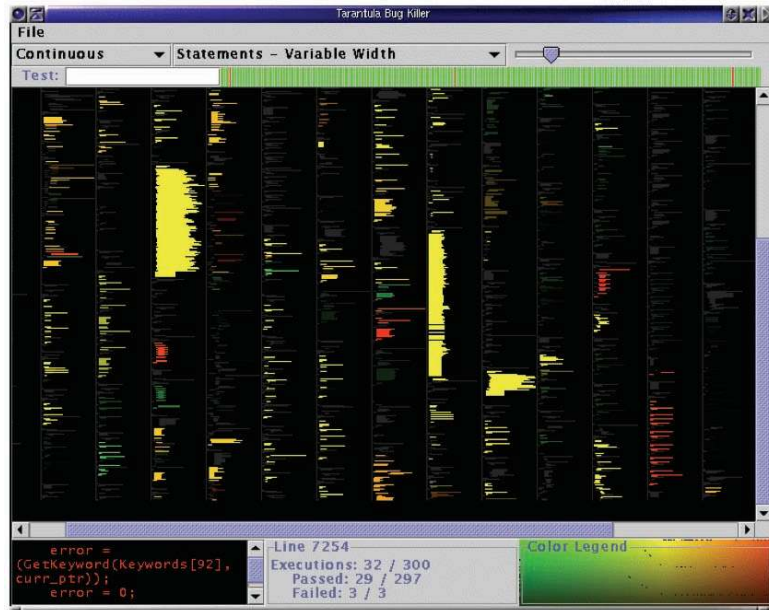 Tarantula Bug Killer
File
Continuous
Statements – Variable Width
Test:
error =
(GetKeyword(Keywords[92],
curr_ptr));
error = 0;
Line 7254
Executions: 32 / 300
Passed: 29 / 297
Failed: 3 / 3
Color Legend